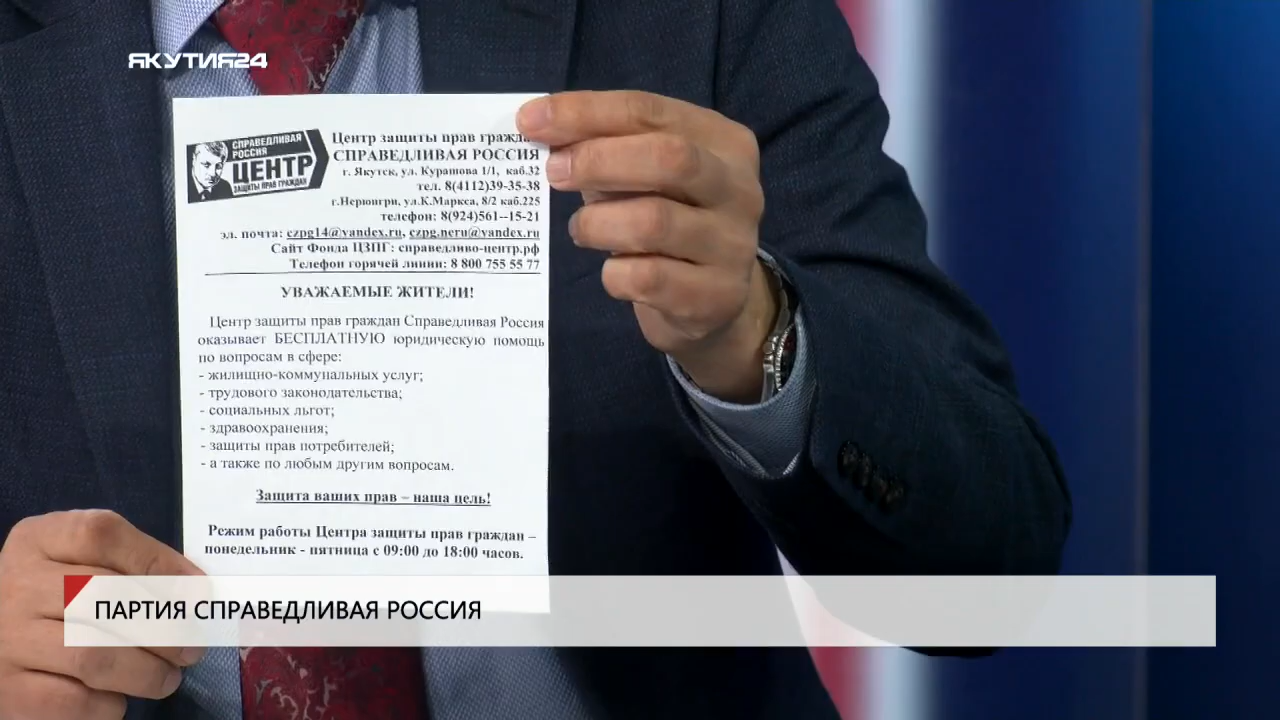 ЯКУТИЯ24
СПРАВЕДЛИВАЯ
РОССИЯ
ЦЕНТР
ЗАЩИТЫ ПРАВ ГРАЖДАН
Центр защиты прав
СПРАВЕДЛИВАЯ РОССИЯ
г. Якутск, ул. Курашова 1/1, каб.32
тел. 8(4112)39-35-38
г.Нерюнгри, ул.К.Маркса, 8/2 каб.225
телефон: 8(924)561--15-21
эл. почта: czpg14@yandex.ru, czpg.neru@yandex.ru
Сайт Фонда ЦЗПГ: справедливо-центр.рф
Телефон горячей линии: 8 800 755 55 77
УВАЖАЕМЫЕ ЖИТЕЛИ!
Центр защиты прав граждан Справедливая Россия
оказывает БЕСПЛАТНУЮ юридическую помощь
по вопросам в сфере:
- жилищно-коммунальных услуг;
- трудового законодательства;
- социальных льгот;
- здравоохранения;
- защиты прав потребителей;
- а также по любым другим вопросам.
Защита ваших прав – наша цель!
Режим работы Центра защиты прав граждан –
понедельник - пятница с 09:00 до 18:00 часов.
ПАРТИЯ СПРАВЕДЛИВАЯ РОССИЯ